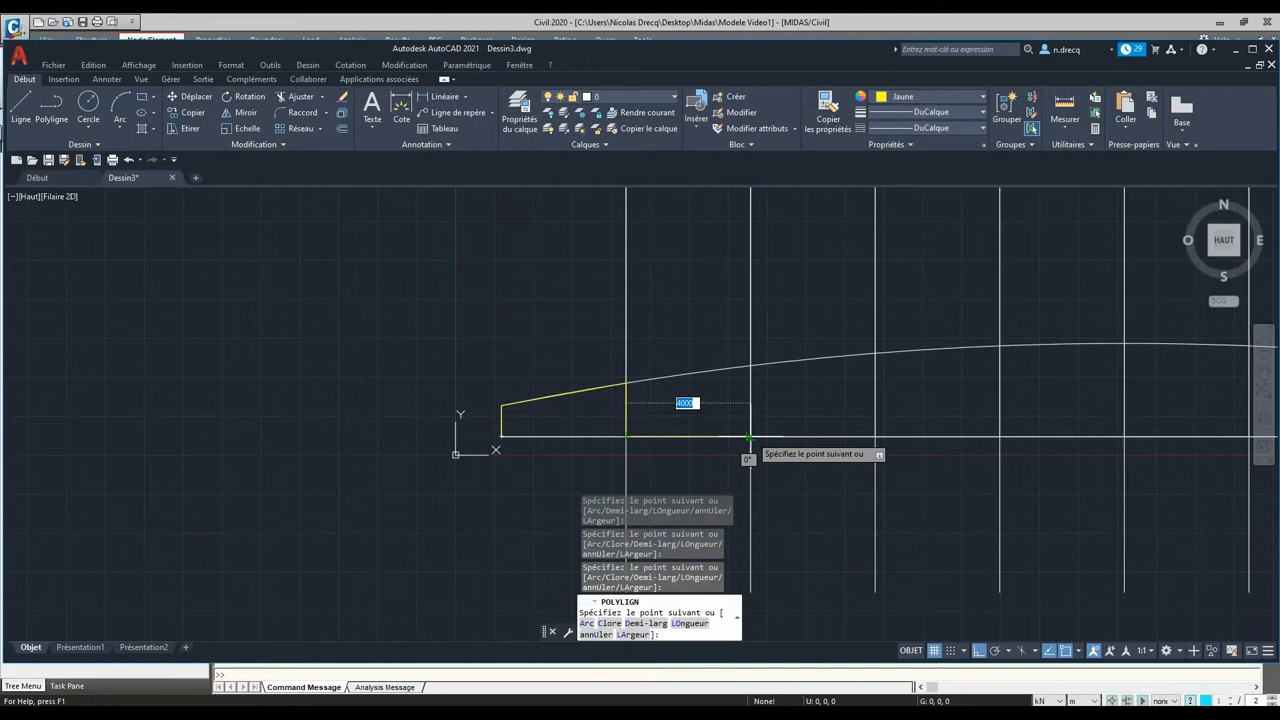 Civil 2020 - [C:\Users\Nicolas Drecq\Desktop\Midas\Modele Video1] - [MIDAS/Civil]
Autodesk AutoCAD 2021 Dessin3.dwg
Entrez mot-clé ou expression
n.drecq
29
Fichier Edition Affichage Insertion Format Outils Dessin Cotation Modification Paramétrique Fenêtre ?
Début Insertion Annoter Vue Gérer Sortie Compléments Collaborer Applications associées
Ligne Polyligne Cercle Arc
Déplacer Rotation Ajuster
Copier Miroir Raccord
Etirer Echelle Réseau
Texte Cote
Linéaire
Ligne de repère
Tableau
Propriétés du calque
0
Rendre courant
Copier le calque
Insérer
Créer
Modifier
Modifier attributs
Copier les propriétés
Jaune
DuCalque
DuCalque
Grouper
Mesurer
Coller
Base
Dessin Modification Annotation Calques Bloc Propriétés Groupes Utilitaires Presse-papiers Vue
Début Dessin3*
[−][Haut][Filaire 2D]
N
O HAUT E
S
SCG
Y
X
4000
0°
Spécifiez le point suivant ou
Spécifiez le point suivant ou
[Arc/Demi-larg/LOngueur/annUler/
LArgeur]:
Spécifiez le point suivant ou
[Arc/Clore/Demi-larg/LOngueur/
annUler/LArgeur]:
Spécifiez le point suivant ou
[Arc/Clore/Demi-larg/LOngueur/
annUler/LArgeur]:
POLYLIGN
Spécifiez le point suivant ou [
Arc Clore Demi-larg LOngueur
annUler LArgeur]:
Objet Présentation1 Présentation2 +
OBJET
1:1
>>
Tree Menu Task Pane
Command Message Analysis Message
For Help, press F1
None!
U: 0, 0, 0
G: 0, 0, 0
kN
m
none
1 / 2